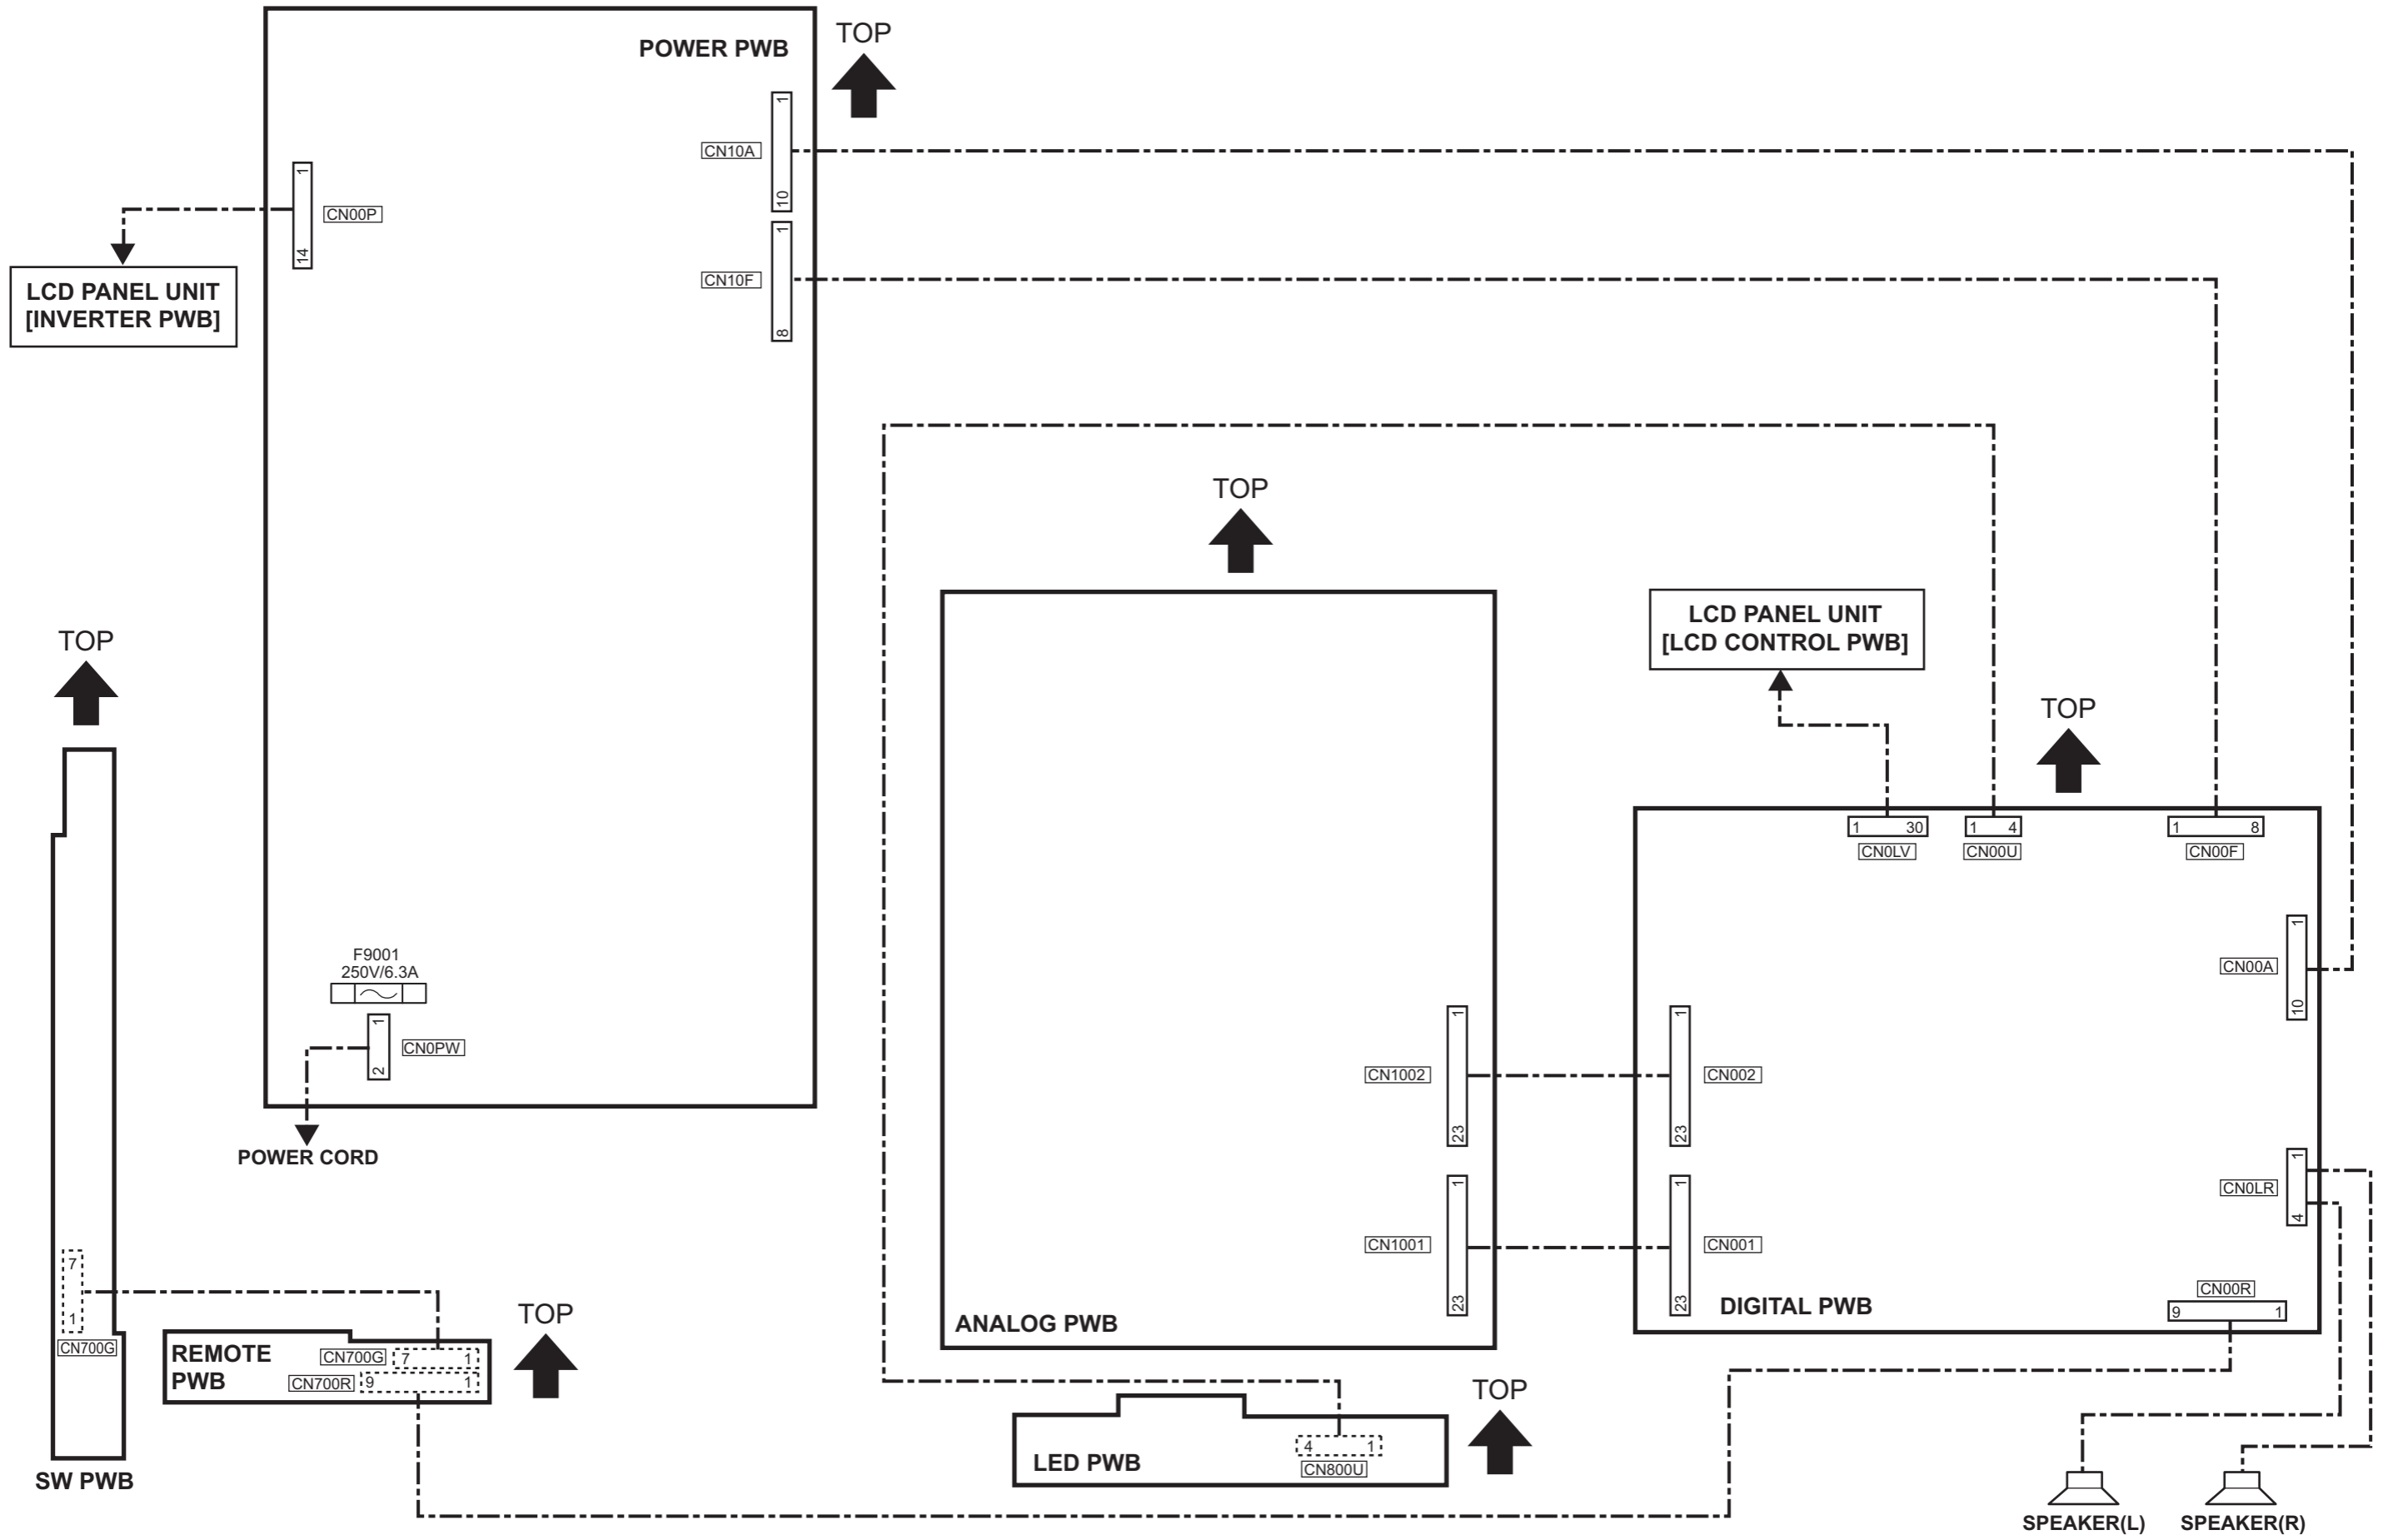 POWER PWB
TOP
1
CN10A
10
1
CN00P
14
1
CN10F
8
LCD PANEL UNIT
[INVERTER PWB]
TOP
LCD PANEL UNIT
[LCD CONTROL PWB]
TOP
TOP
1 30
CN0LV
1 4
CN00U
1 8
CN00F
F9001
250V/6.3A
1
CN0PW
2
POWER CORD
1
CN00A
10
1
CN1002
23
1
CN002
23
1
CN1001
23
1
CN001
23
1
CN0LR
4
CN00R
9 1
ANALOG PWB
DIGITAL PWB
7
1
CN700G
SW PWB
REMOTE
PWB
CN700G 7 1
CN700R 9 1
TOP
LED PWB
4 1
CN800U
TOP
SPEAKER(L)
SPEAKER(R)